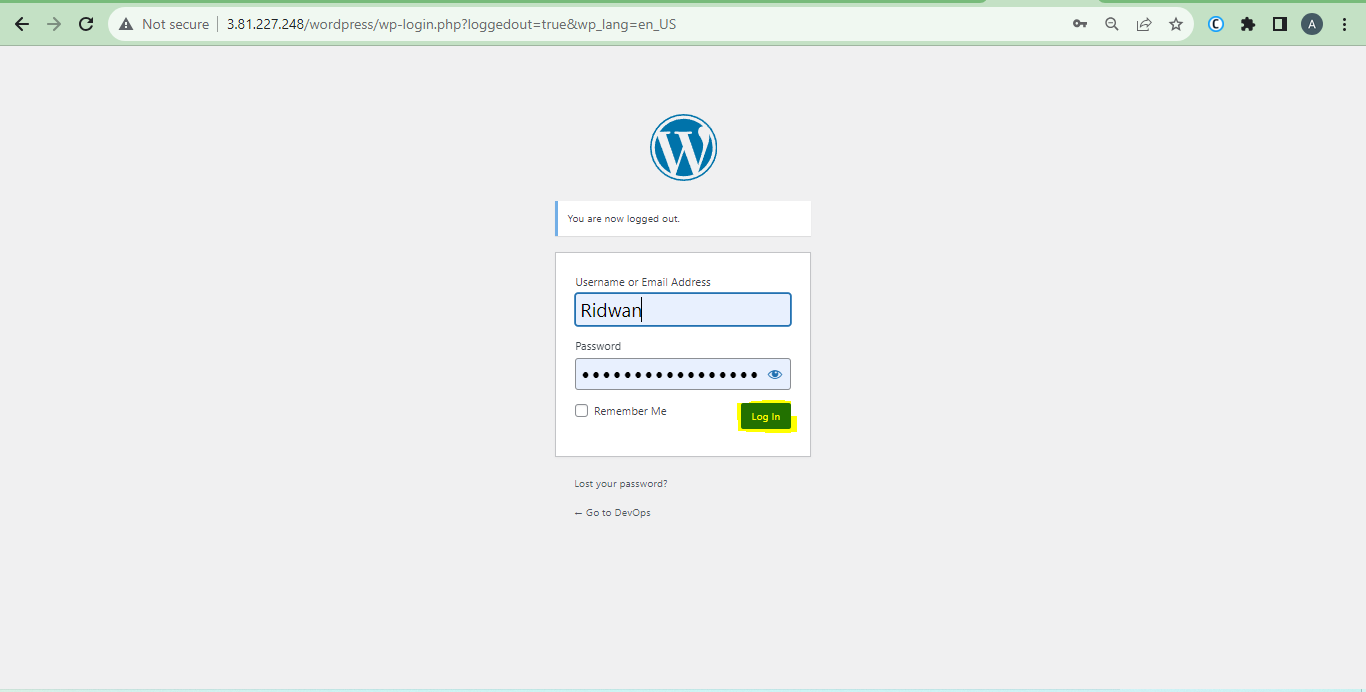 Not secure 3.81.227.248/wordpress/wp-login.php?loggedout=true&wp_lang=en_US
C
A
W
You are now logged out.
Username or Email Address
Ridwan
Password
Remember Me
Log In
Lost your password?
← Go to DevOps